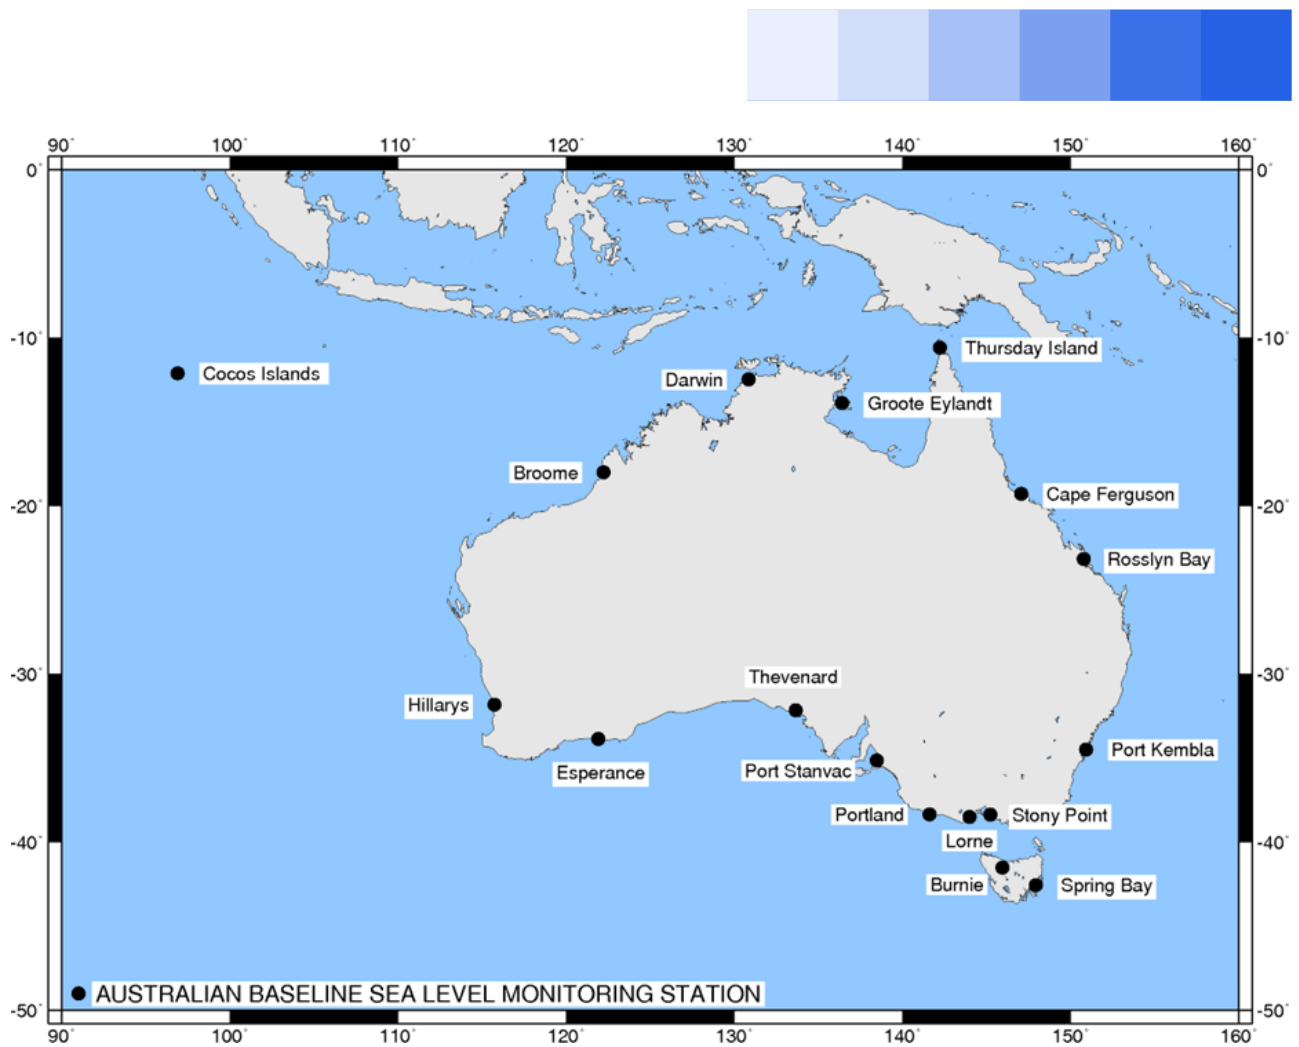 90° 100° 110° 120° 130° 140° 150° 160°
0° 0°
-10° -10°
Thursday Island
Cocos Islands
Darwin
Groote Eylandt
Broome
Cape Ferguson
-20° -20°
Rosslyn Bay
-30° -30°
Thevenard
Hillarys
Port Kembla
Esperance
Port Stanvac
Portland
Stony Point
Lorne
-40° -40°
Burnie
Spring Bay
AUSTRALIAN BASELINE SEA LEVEL MONITORING STATION
-50° -50°
90° 100° 110° 120° 130° 140° 150° 160°